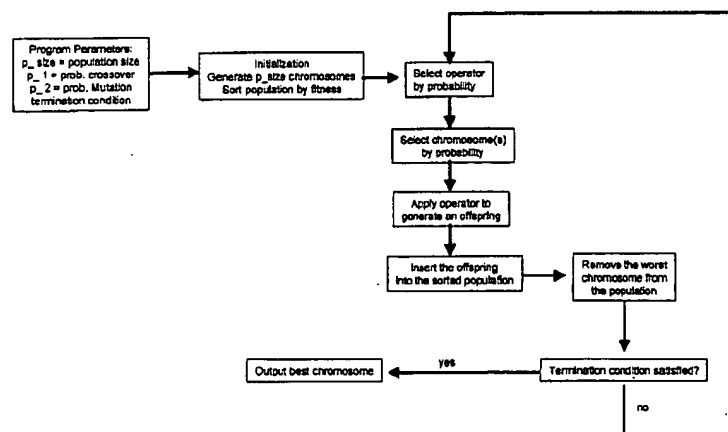 Program Parameters:
p_ size = population size
p_ 1 = prob. crossover
p_ 2 = prob. Mutation
termination condition
Initialization
Generate p_size chromosomes
Sort population by fitness
Select operator
by probability
Select chromosome(s)
by probability
Apply operator to
generate an offspring
Insert the offspring
into the sorted population
Remove the worst
chromosome from
the population
Termination condition satisfied?
yes
Output best chromosome
no